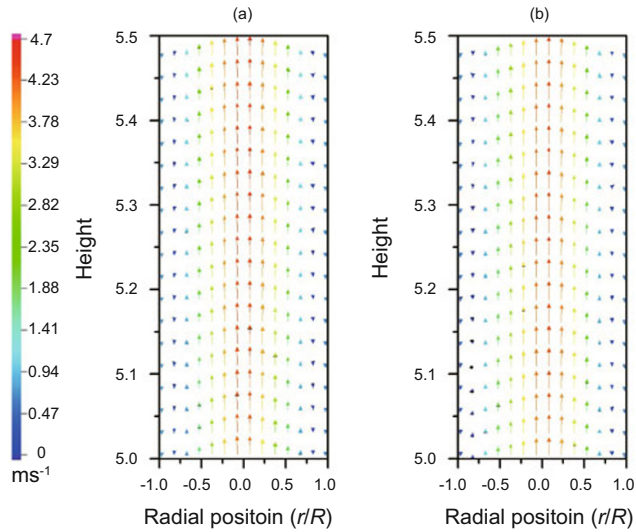 (a)
(b)
4.7
4.23
3.78
4.29
2.82
2.35
1.88
1.41
0.94
0.47
0
ms-1
Height
5.5
5.4
5.3
5.2
5.1
5.0
-1.0 -0.5 0.0 0.5 1.0
Radial positoin (r/R)
Height
5.5
5.4
5.3
5.2
5.1
5.0
-1.0 -0.5 0.0 0.5 1.0
Radial positoin (r/R)